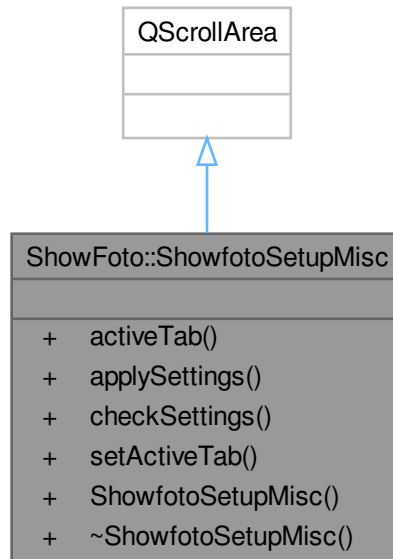 QScrollArea
ShowFoto::ShowfotoSetupMisc
+ activeTab()
+ applySettings()
+ checkSettings()
+ setActiveTab()
+ ShowfotoSetupMisc()
+ ~ShowfotoSetupMisc()